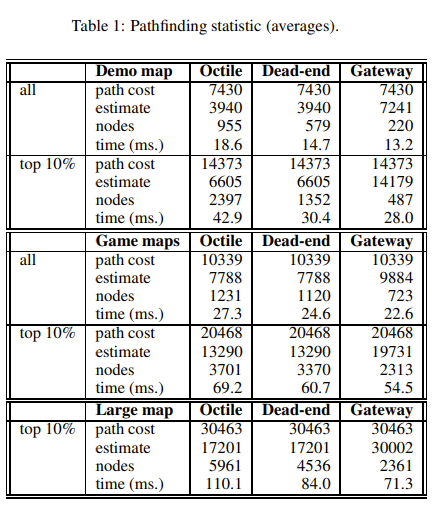 Table 1: Pathfinding statistic (averages).
Demo map Octile Dead-end Gateway
all path cost 7430 7430 7430
estimate 3940 3940 7241
nodes 955 579 220
time (ms.) 18.6 14.7 13.2
top 10% path cost 14373 14373 14373
estimate 6605 6605 14179
nodes 2397 1352 487
time (ms.) 42.9 30.4 28.0
Game maps Octile Dead-end Gateway
all path cost 10339 10339 10339
estimate 7788 7788 9884
nodes 1231 1120 723
time (ms.) 27.3 24.6 22.6
top 10% path cost 20468 20468 20468
estimate 13290 13290 19731
nodes 3701 3370 2313
time (ms.) 69.2 60.7 54.5
Large map Octile Dead-end Gateway
top 10% path cost 30463 30463 30463
estimate 17201 17201 30002
nodes 5961 4536 2361
time (ms.) 110.1 84.0 71.3